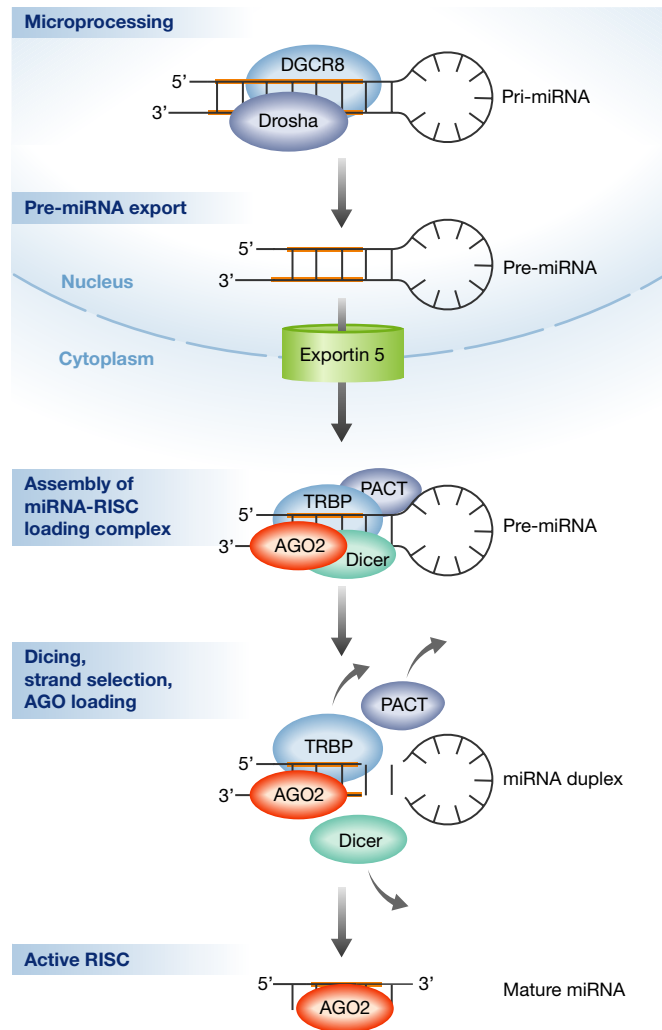 Microprocessing
DGCR8
5’
3’
Drosha
Pri-miRNA
Pre-miRNA export
5’
3’
Pre-miRNA
Nucleus
Cytoplasm
Exportin 5
Assembly of
miRNA-RISC
loading complex
PACT
TRBP
5’
3’
AGO2
Dicer
Pre-miRNA
Dicing,
strand selection,
AGO loading
PACT
TRBP
5’
3’
AGO2
miRNA duplex
Dicer
Active RISC
5’
3’
AGO2
Mature miRNA